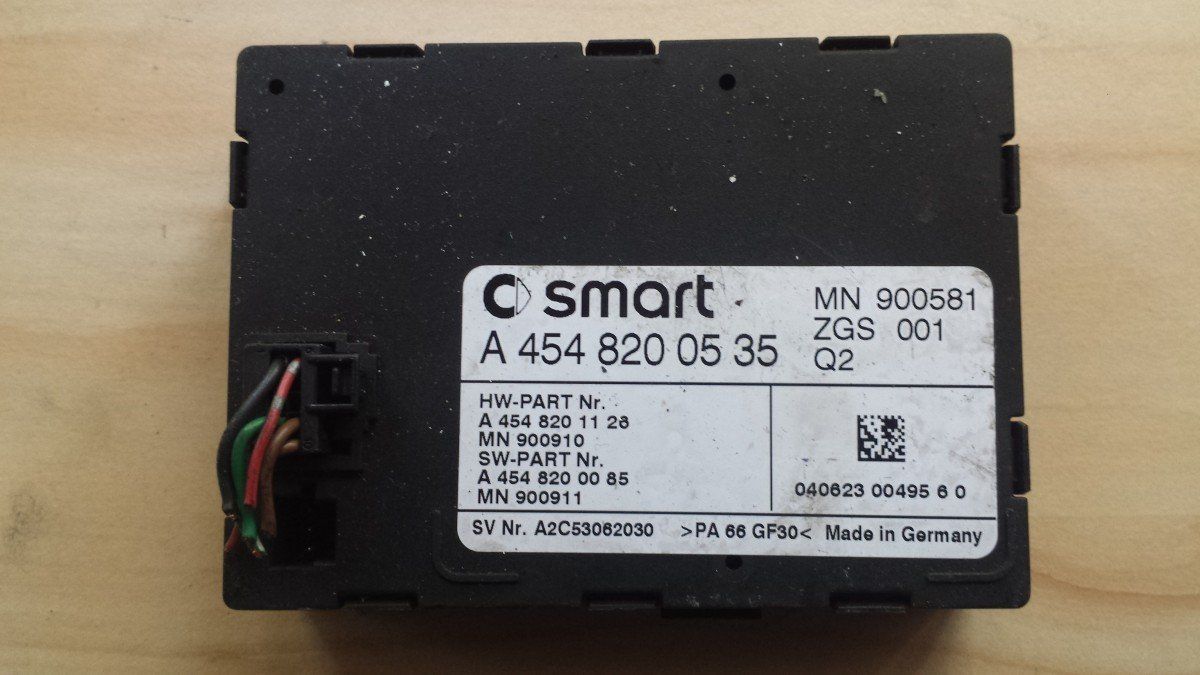 smart
A 454 820 05 35
MN 900581
ZGS 001
Q2
HW-PART Nr.
A 454 820 11 28
MN 900910
SW-PART Nr.
A 454 820 00 85
MN 900911
040623 00495 6 0
SV Nr. A2C53062030 >PA 66 GF30< Made in Germany